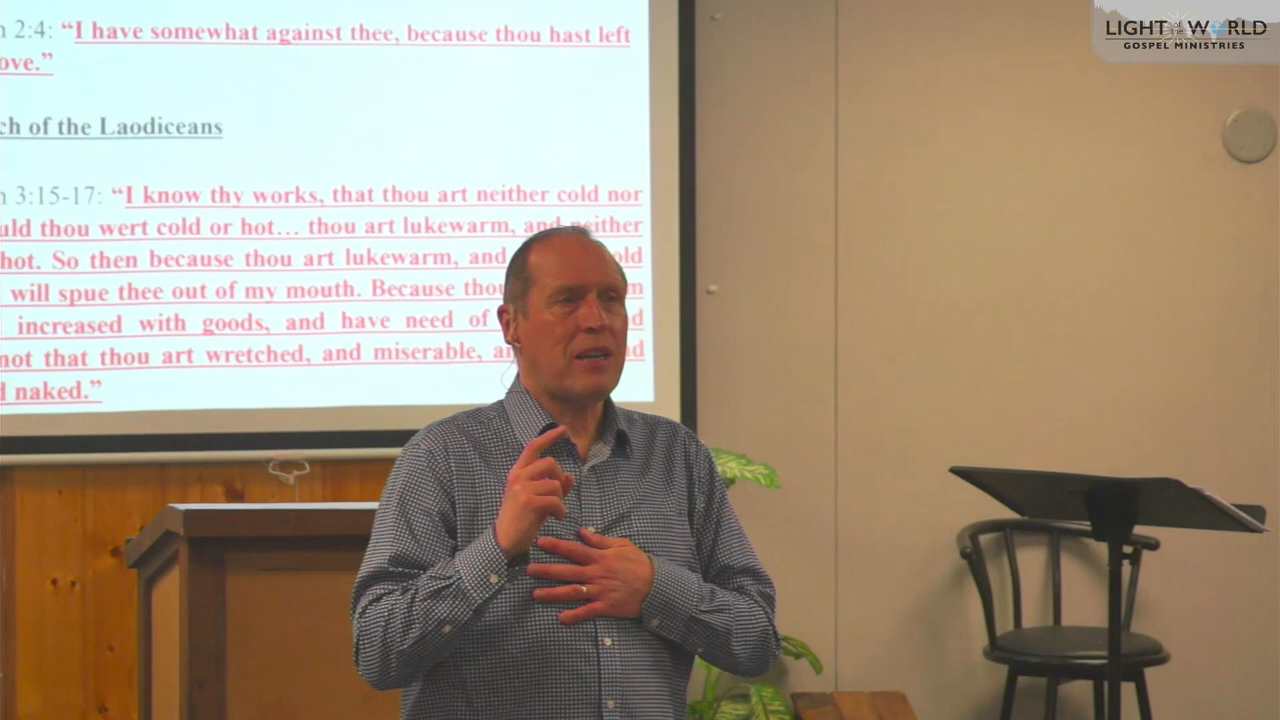 2:4: “I have somewhat against thee, because thou hast left
ove.”
ch of the Laodiceans
3:15-17: “I know thy works, that thou art neither cold nor
uld thou wert cold or hot... thou art lukewarm, and neither
hot. So then because thou art lukewarm, and old
will spue thee out of my mouth. Because thou
increased with goods, and have need of
not that thou art wretched, and miserable,
naked.”
LIGHT of the WORLD
GOSPEL MINISTRIES